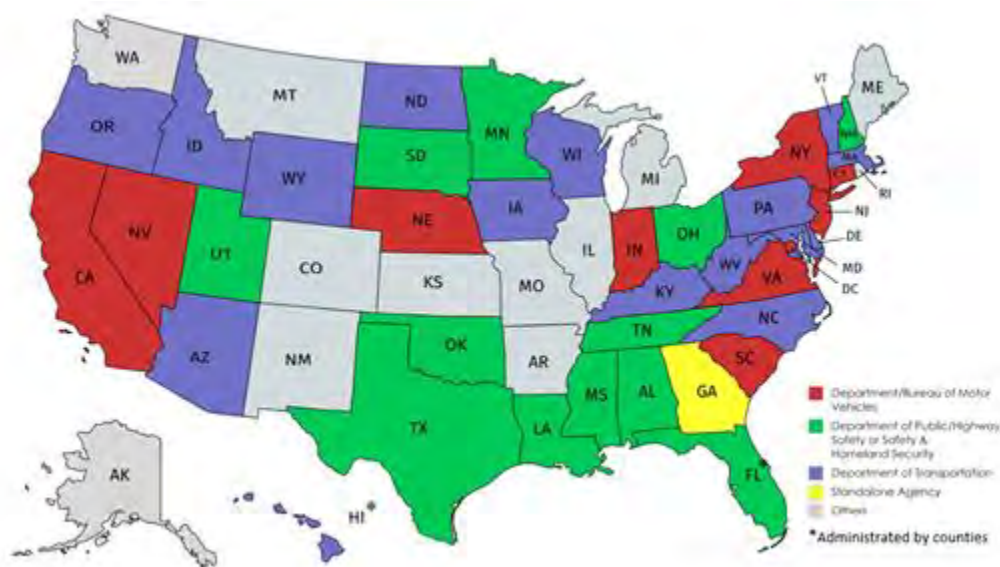 WA
MT
ND
MN
OR
ID
SD
WI
WY
MI
NY
VT
ME
NH
MA
CT
RI
NJ
PA
DE
MD
DC
NE
IA
IL
IN
OH
WV
VA
NV
UT
CO
CA
KS
MO
KY
NC
TN
AZ
NM
OK
AR
SC
MS
AL
GA
TX
LA
FL*
AK
HI*
Department/Bureau of Motor
Vehicles
Department of Public/Highway
Safety or Safety &
Homeland Security
Department of Transportation
Standalone Agency
Others
*Administrated by counties